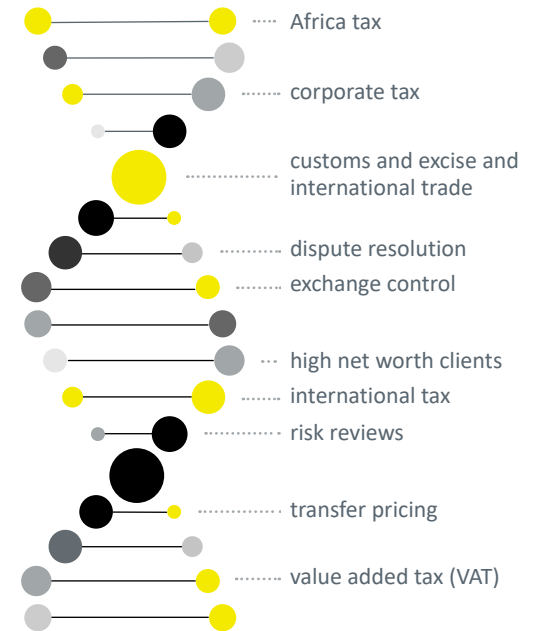 Africa tax
corporate tax
customs and excise and
international trade
dispute resolution
exchange control
high net worth clients
international tax
risk reviews
transfer pricing
value added tax (VAT)